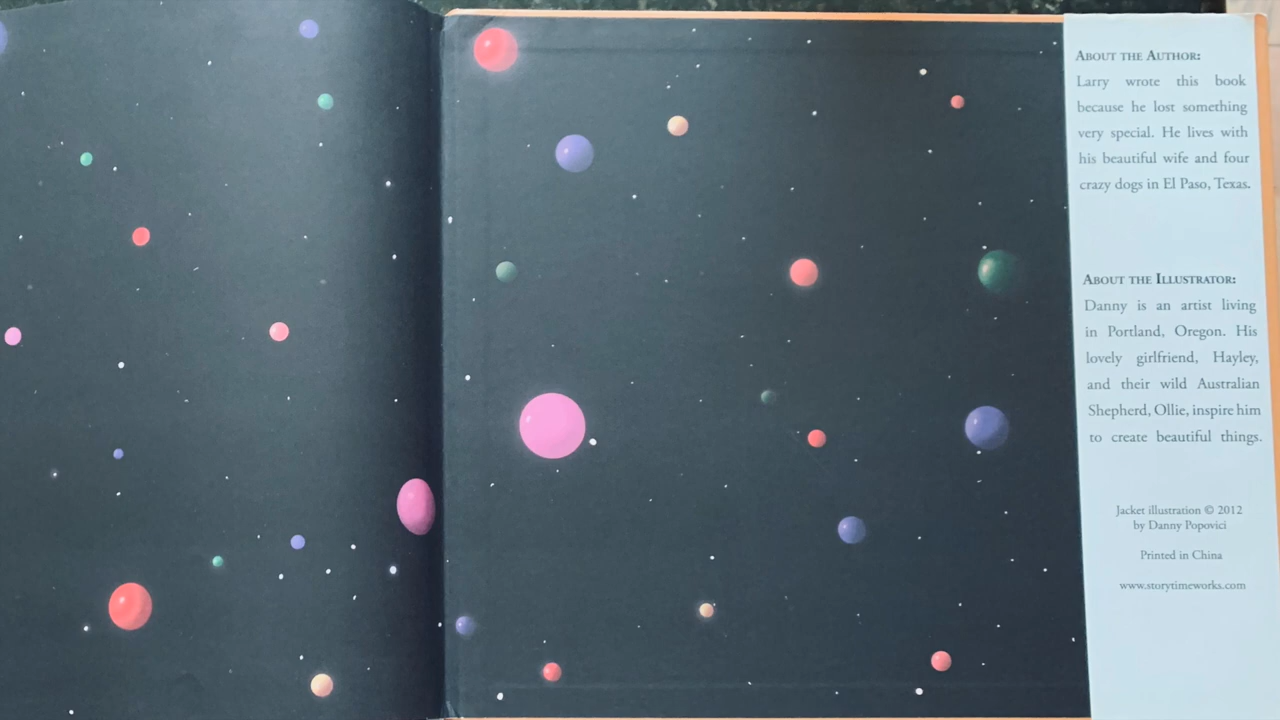 ABOUT THE AUTHOR:
Larry wrote this book
because he lost something
very special. He lives with
his beautiful wife and four
crazy dogs in El Paso, Texas.
ABOUT THE ILLUSTRATOR:
Danny is an artist living
in Portland, Oregon. His
lovely girlfriend, Hayley,
and their wild Australian
Shepherd, Ollie, inspire him
to create beautiful things.
Jacket illustration © 2012
by Danny Popovici
Printed in China
www.storytimeworks.com